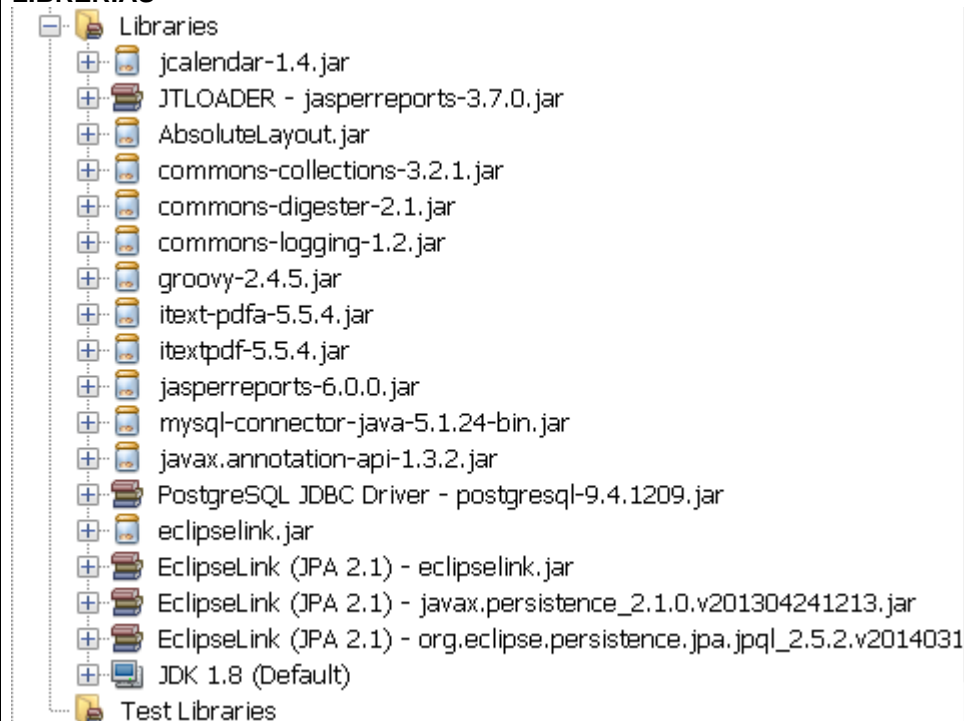 LIBRERIAS
Libraries
jcalendar-1.4.jar
JTLOADER - jasperreports-3.7.0.jar
AbsoluteLayout.jar
commons-collections-3.2.1.jar
commons-digester-2.1.jar
commons-logging-1.2.jar
groovy-2.4.5.jar
itext-pdfa-5.5.4.jar
itextpdf-5.5.4.jar
jasperreports-6.0.0.jar
mysql-connector-java-5.1.24-bin.jar
javax.annotation-api-1.3.2.jar
PostgreSQL JDBC Driver - postgresql-9.4.1209.jar
eclipselink.jar
EclipseLink (JPA 2.1) - eclipselink.jar
EclipseLink (JPA 2.1) - javax.persistence_2.1.0.v201304241213.jar
EclipseLink (JPA 2.1) - org.eclipse.persistence.jpa.jpql_2.5.2.v2014031
JDK 1.8 (Default)
Test Libraries